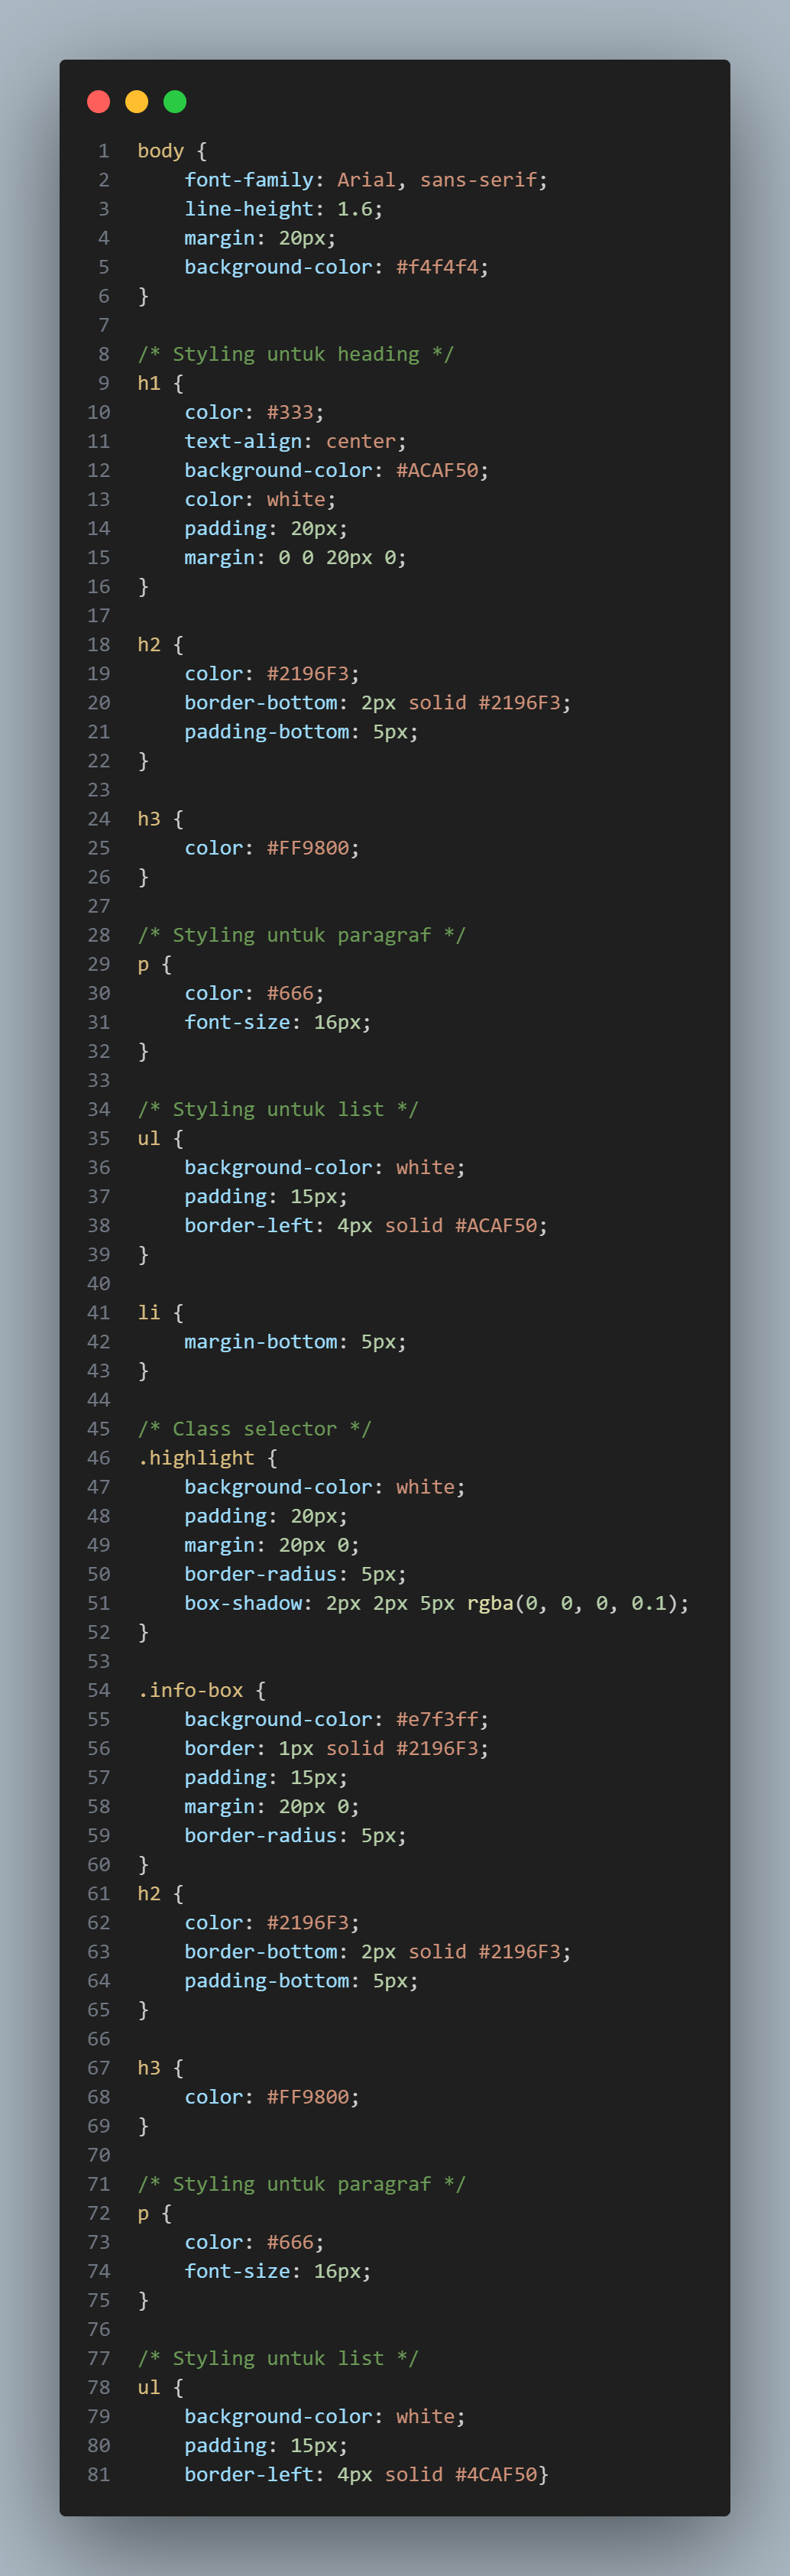 1 body {
2     font-family: Arial, sans-serif;
3     line-height: 1.6;
4     margin: 20px;
5     background-color: #f4f4f4;
6 }
7
8 /* Styling untuk heading */
9 h1 {
10     color: #333;
11     text-align: center;
12     background-color: #ACAF50;
13     color: white;
14     padding: 20px;
15     margin: 0 0 20px 0;
16 }
17
18 h2 {
19     color: #2196F3;
20     border-bottom: 2px solid #2196F3;
21     padding-bottom: 5px;
22 }
23
24 h3 {
25     color: #FF9800;
26 }
27
28 /* Styling untuk paragraf */
29 p {
30     color: #666;
31     font-size: 16px;
32 }
33
34 /* Styling untuk list */
35 ul {
36     background-color: white;
37     padding: 15px;
38     border-left: 4px solid #ACAF50;
39 }
40
41 li {
42     margin-bottom: 5px;
43 }
44
45 /* Class selector */
46 .highlight {
47     background-color: white;
48     padding: 20px;
49     margin: 20px 0;
50     border-radius: 5px;
51     box-shadow: 2px 2px 5px rgba(0, 0, 0, 0.1);
52 }
53
54 .info-box {
55     background-color: #e7f3ff;
56     border: 1px solid #2196F3;
57     padding: 15px;
58     margin: 20px 0;
59     border-radius: 5px;
60 }
61 h2 {
62     color: #2196F3;
63     border-bottom: 2px solid #2196F3;
64     padding-bottom: 5px;
65 }
66
67 h3 {
68     color: #FF9800;
69 }
70
71 /* Styling untuk paragraf */
72 p {
73     color: #666;
74     font-size: 16px;
75 }
76
77 /* Styling untuk list */
78 ul {
79     background-color: white;
80     padding: 15px;
81     border-left: 4px solid #4CAF50}